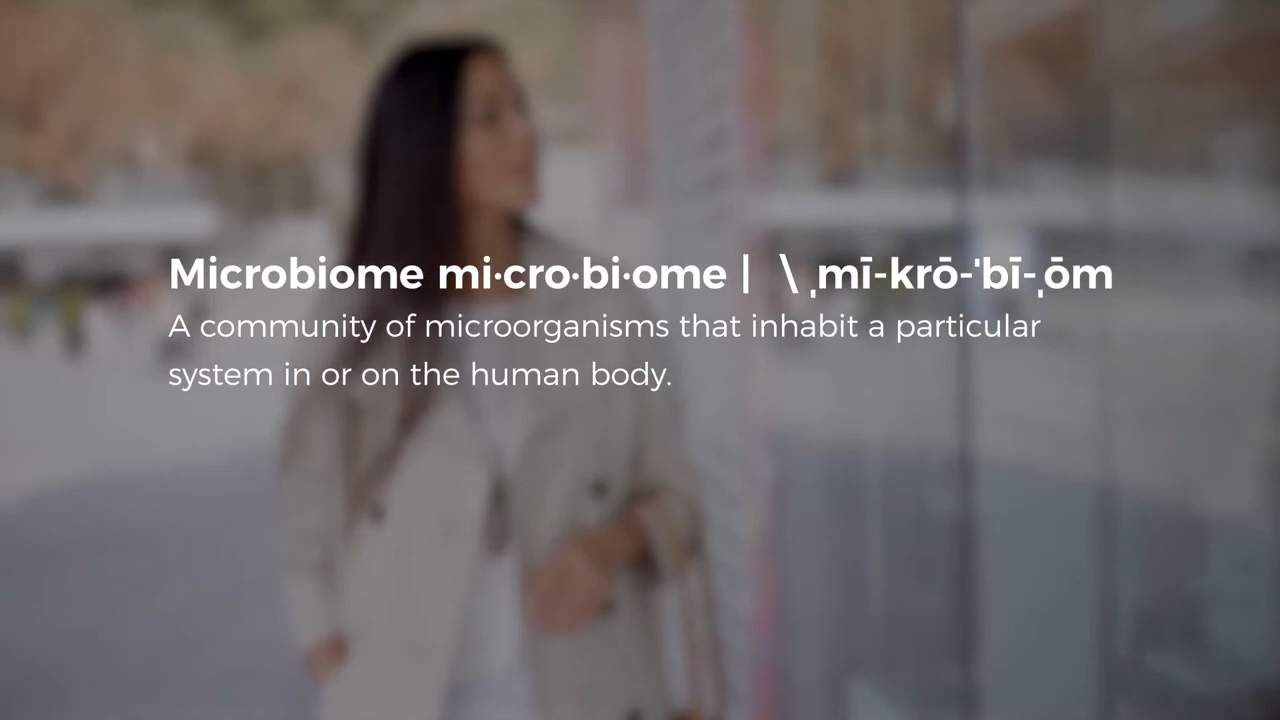 Microbiome mi·cro·bi·ome | \ ˌmī-krō-ˈbī-ˌōm
A community of microorganisms that inhabit a particular
system in or on the human body.